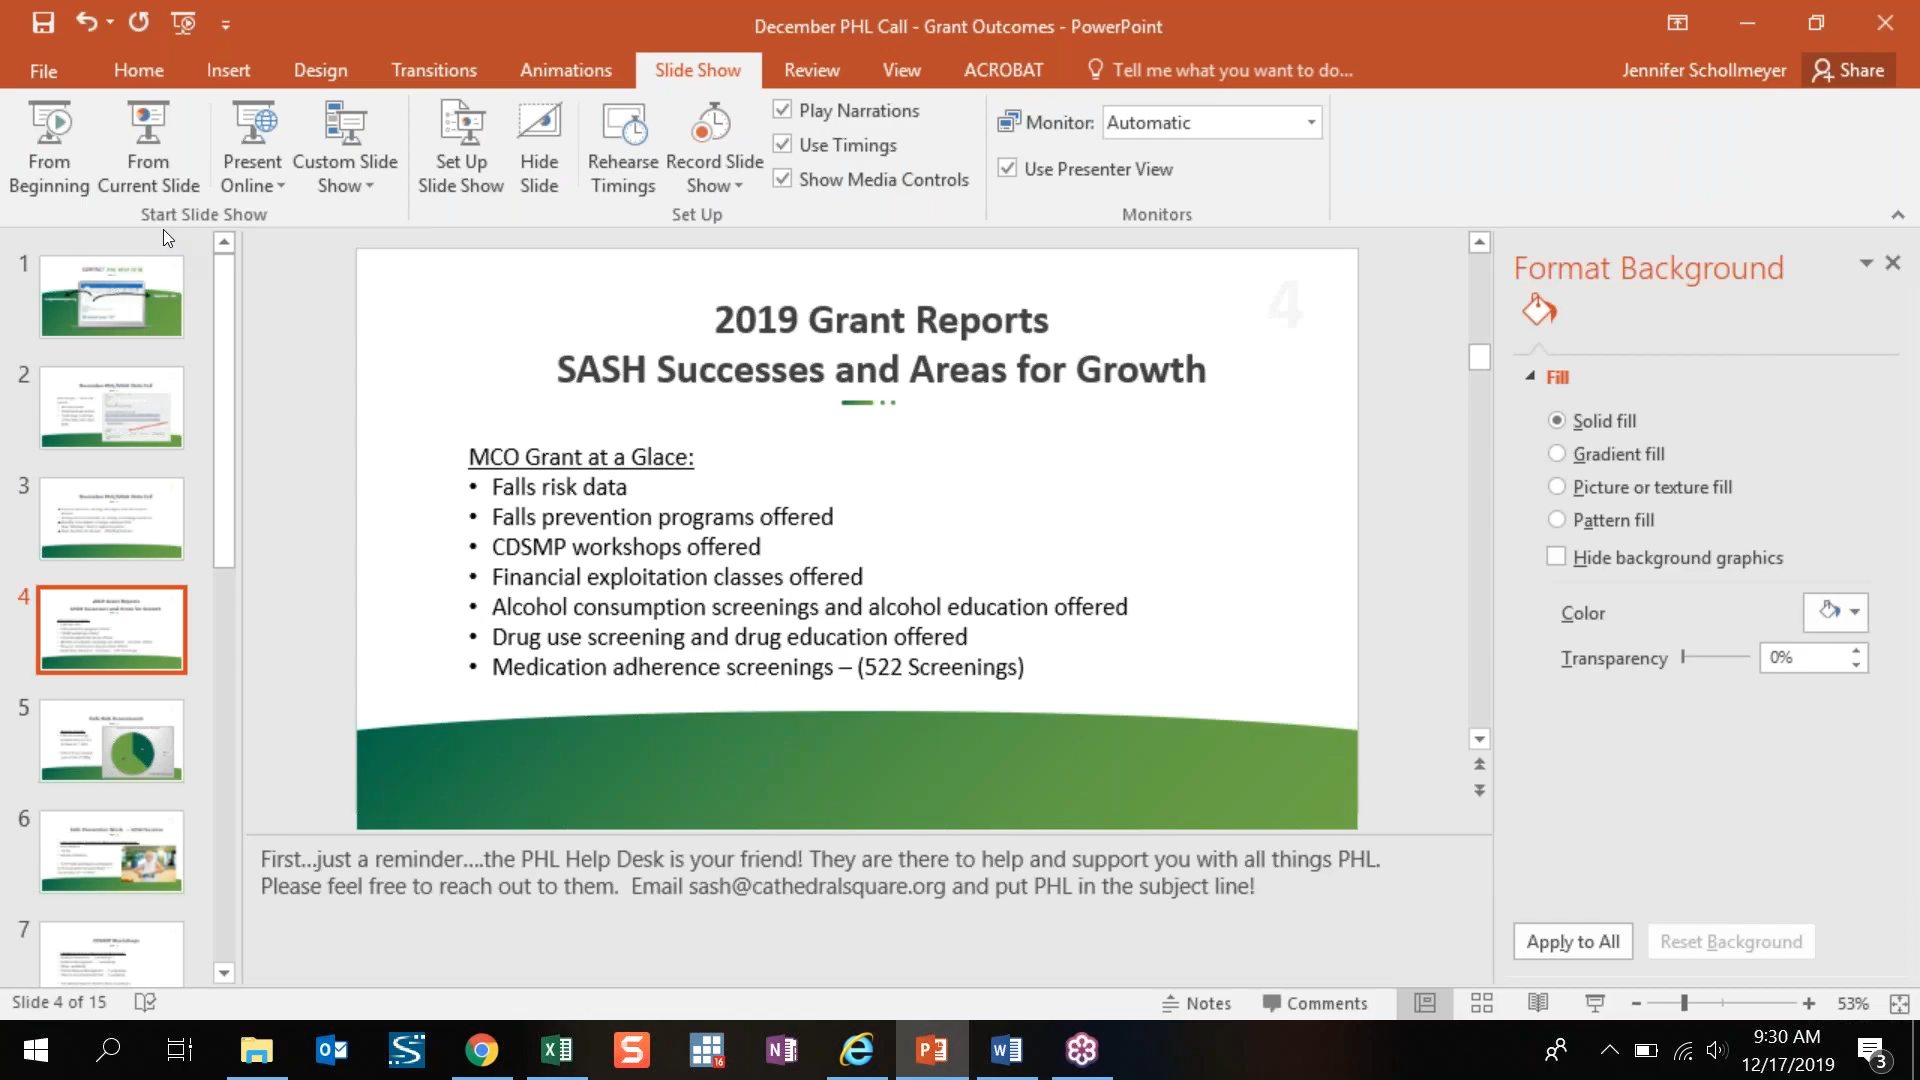 December PHL Call - Grant Outcomes - PowerPoint
File Home Insert Design Transitions Animations Slide Show Review View ACROBAT Tell me what you want to do... Jennifer Schollmeyer Share
From Beginning
From Current Slide
Present Online
Custom Slide Show
Start Slide Show
Set Up Slide Show
Hide Slide
Rehearse Timings
Record Slide Show
Play Narrations
Use Timings
Show Media Controls
Set Up
Monitor: Automatic
Use Presenter View
Monitors
1
2
3
4
5
6
7
4
2019 Grant Reports
SASH Successes and Areas for Growth
MCO Grant at a Glace:
• Falls risk data
• Falls prevention programs offered
• CDSMP workshops offered
• Financial exploitation classes offered
• Alcohol consumption screenings and alcohol education offered
• Drug use screening and drug education offered
• Medication adherence screenings – (522 Screenings)
First...just a reminder....the PHL Help Desk is your friend! They are there to help and support you with all things PHL.
Please feel free to reach out to them.  Email sash@cathedralsquare.org and put PHL in the subject line!
Format Background
Fill
Solid fill
Gradient fill
Picture or texture fill
Pattern fill
Hide background graphics
Color
Transparency 0%
Apply to All Reset Background
Slide 4 of 15
Notes Comments 53%
9:30 AM
12/17/2019
3